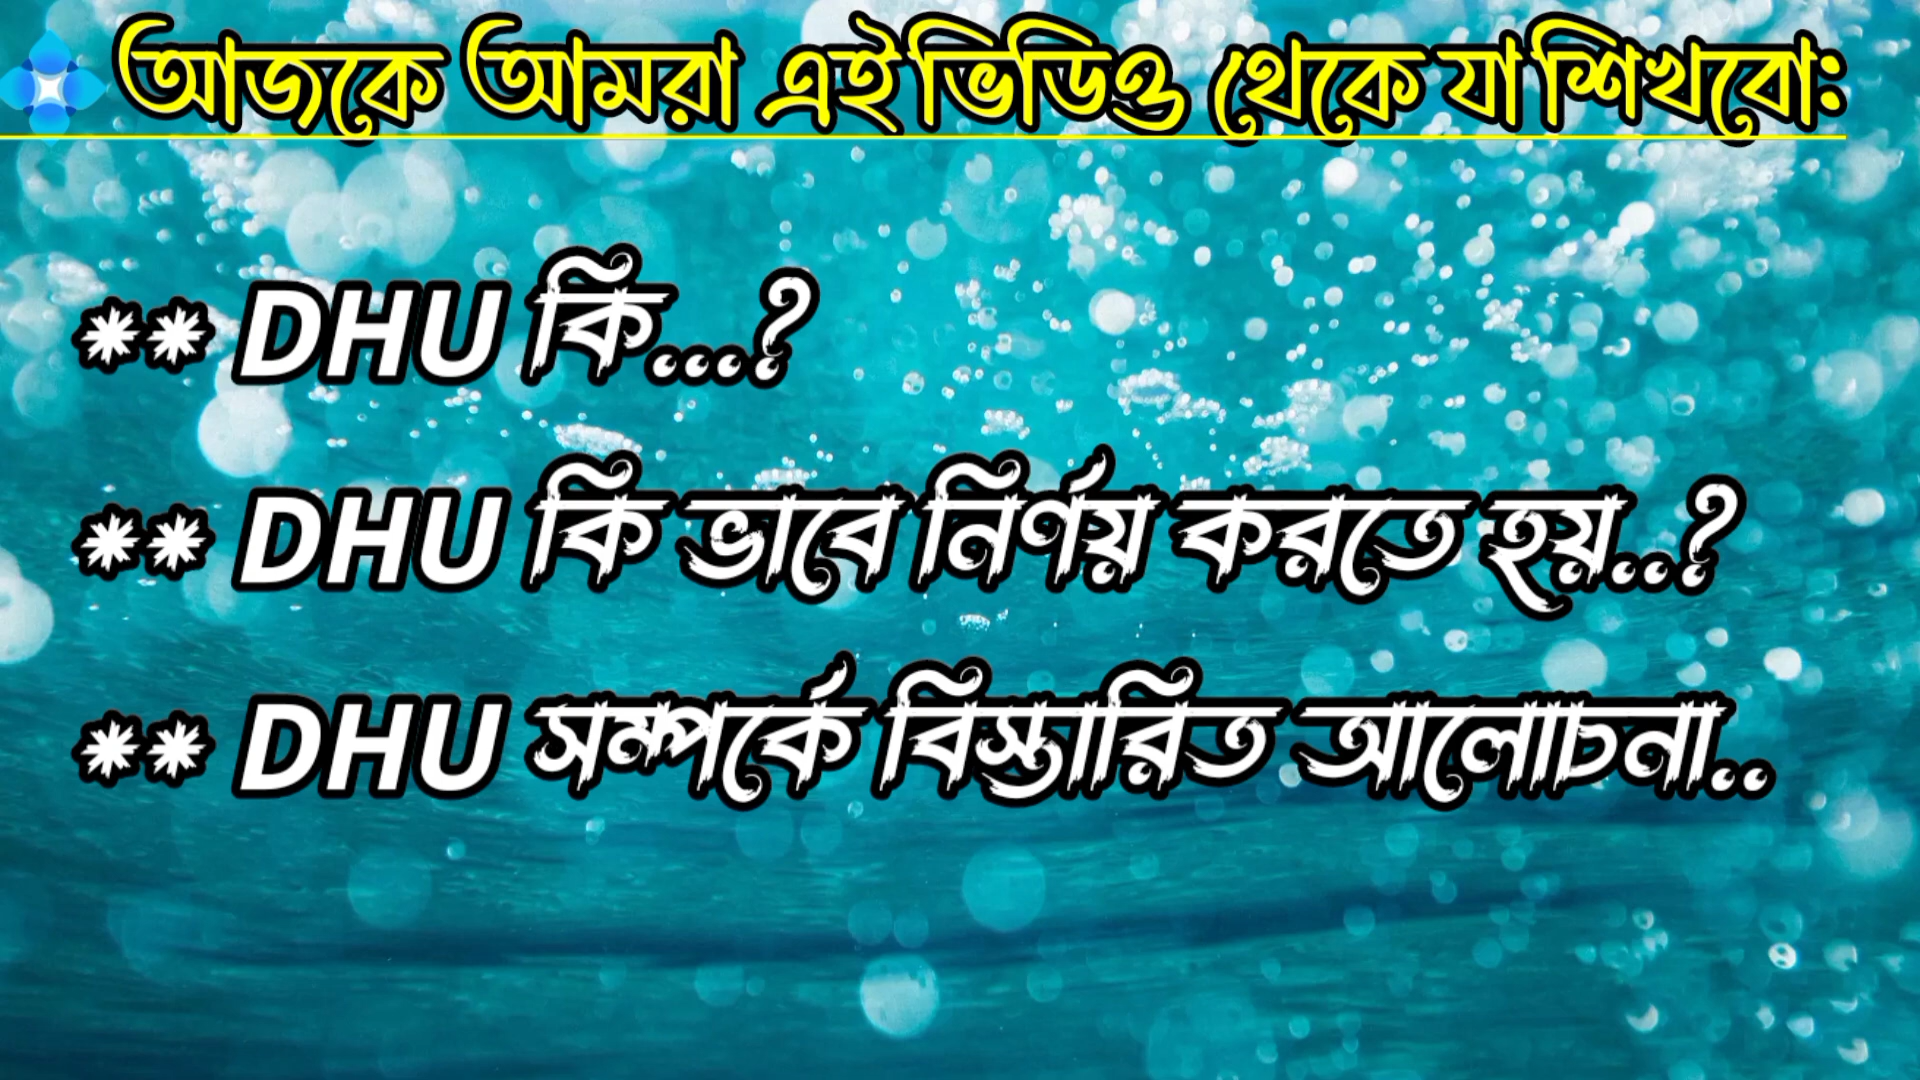 আজকে আমরা এই ভিডিও থেকে যা শিখবো:
** DHU কি...?
** DHU কি ভাবে নির্ণয় করতে হয়..?
** DHU সম্পর্কে বিস্তারিত আলোচনা..